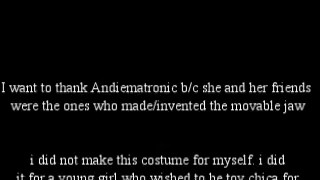 I want to thank Andiematronic b/c she and her friends
were the ones who made/invented the movable jaw
i did not make this costume for myself. i did
it for a young girl who wished to be toy chica for